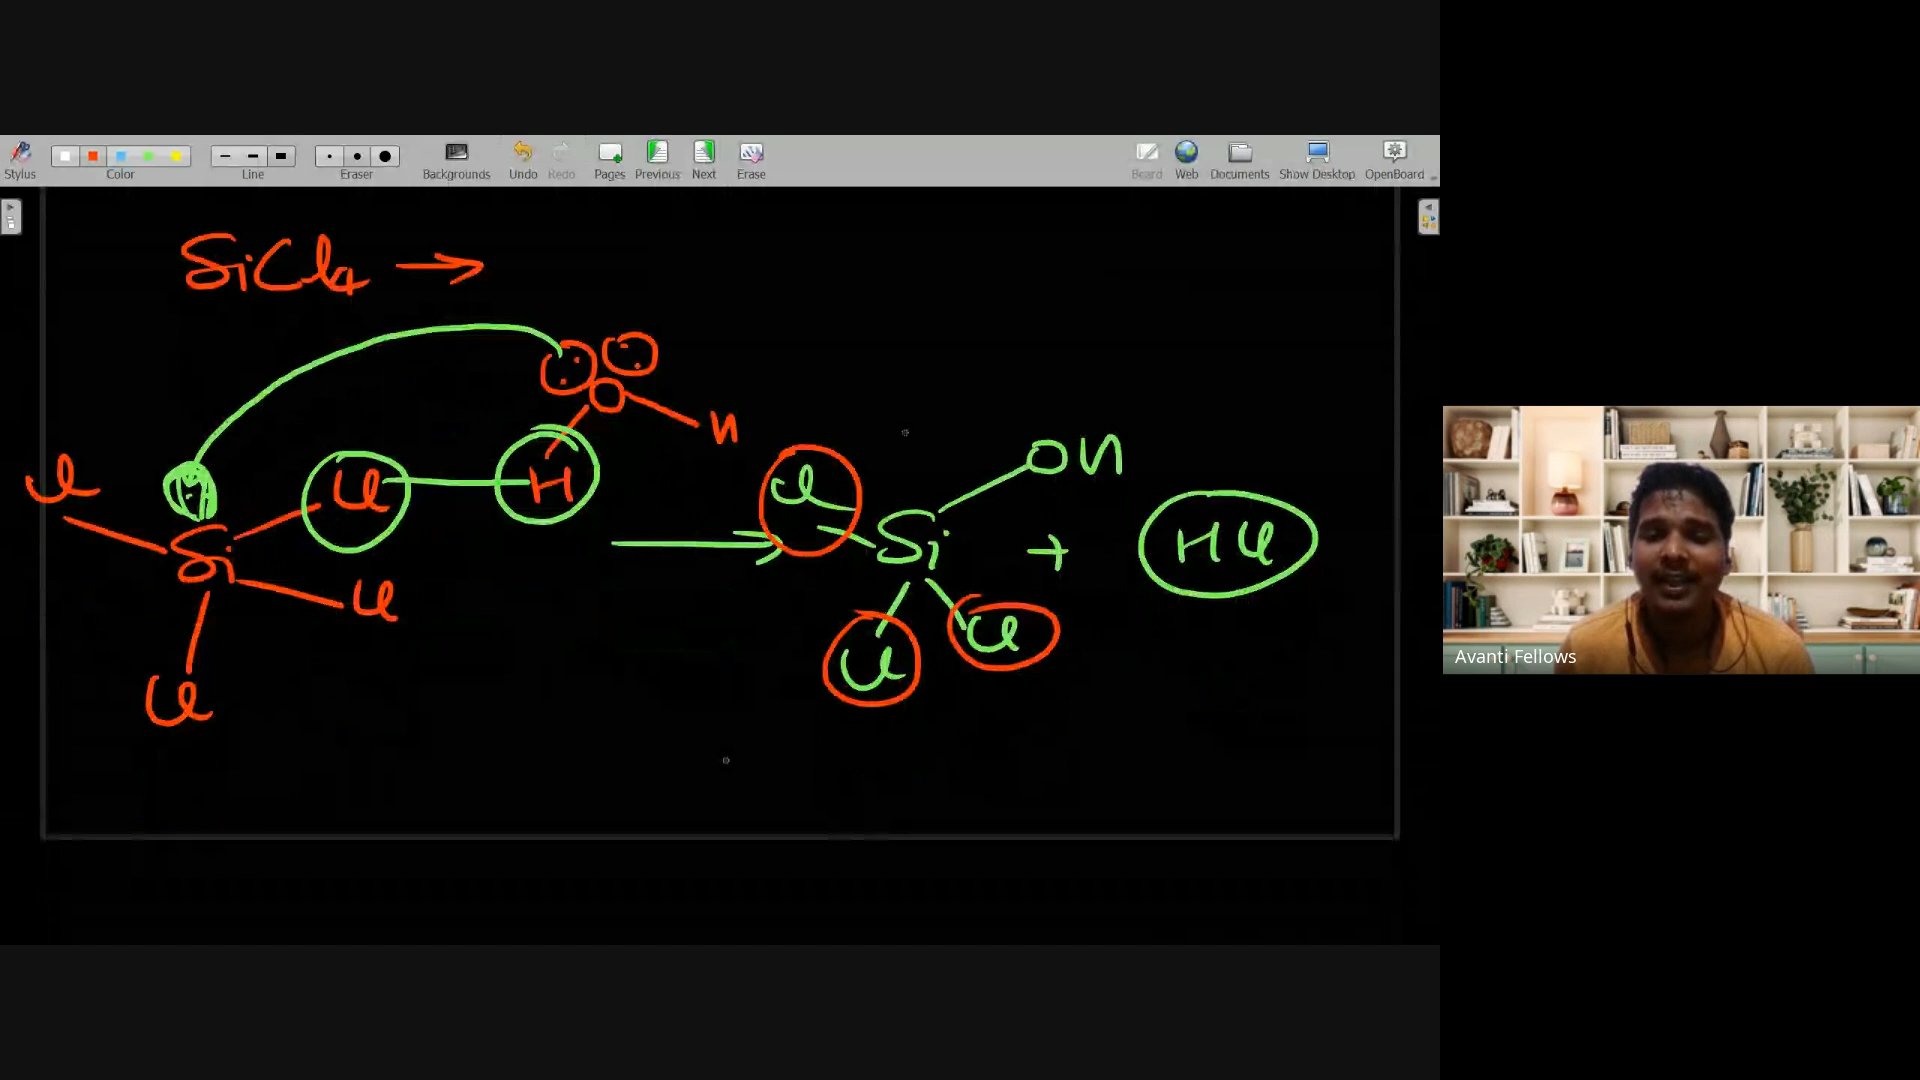 Stylus Color Line Eraser Backgrounds Undo Redo Pages Previous Next Erase Board Web Documents Show Desktop OpenBoard
SiCl4 →
O H
Cl Cl H
Si
Cl
Cl
→
Cl OH
Si + HCl
Cl Cl
Avanti Fellows